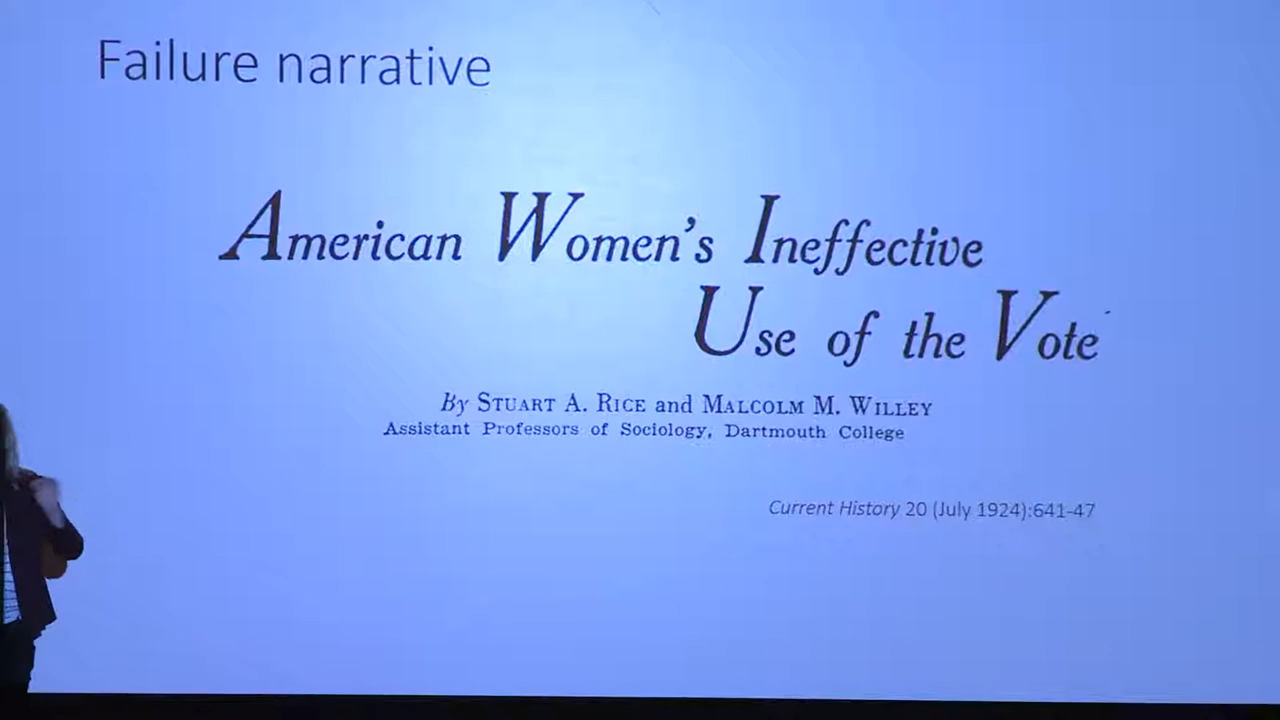 Failure narrative
American Women's Ineffective
Use of the Vote
By Stuart A. Rice and Malcolm M. Willey
Assistant Professors of Sociology, Dartmouth College
Current History 20 (July 1924):641-47